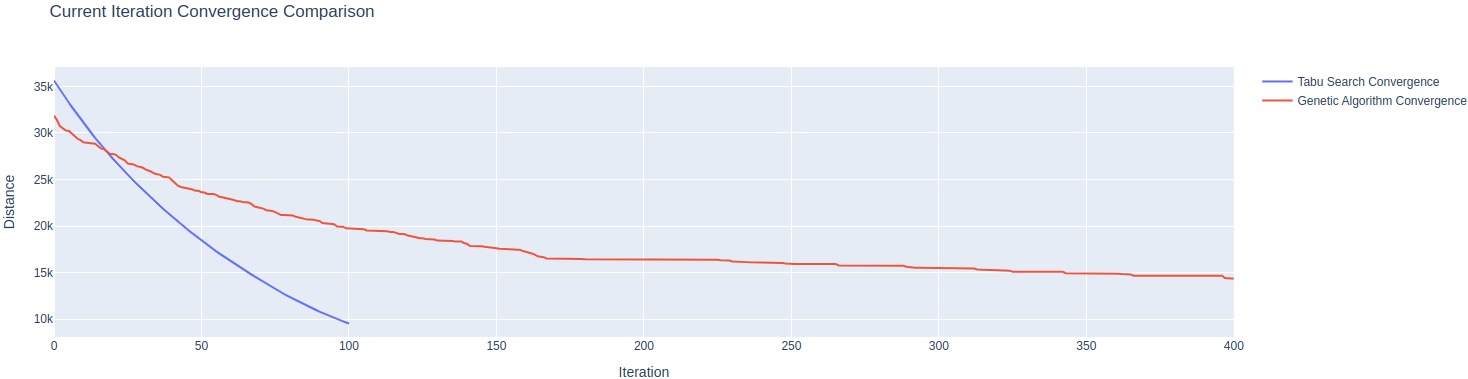 Current Iteration Convergence Comparison
Tabu Search Convergence
Genetic Algorithm Convergence
Distance
35k
30k
25k
20k
15k
10k
0 50 100 150 200 250 300 350 400
Iteration